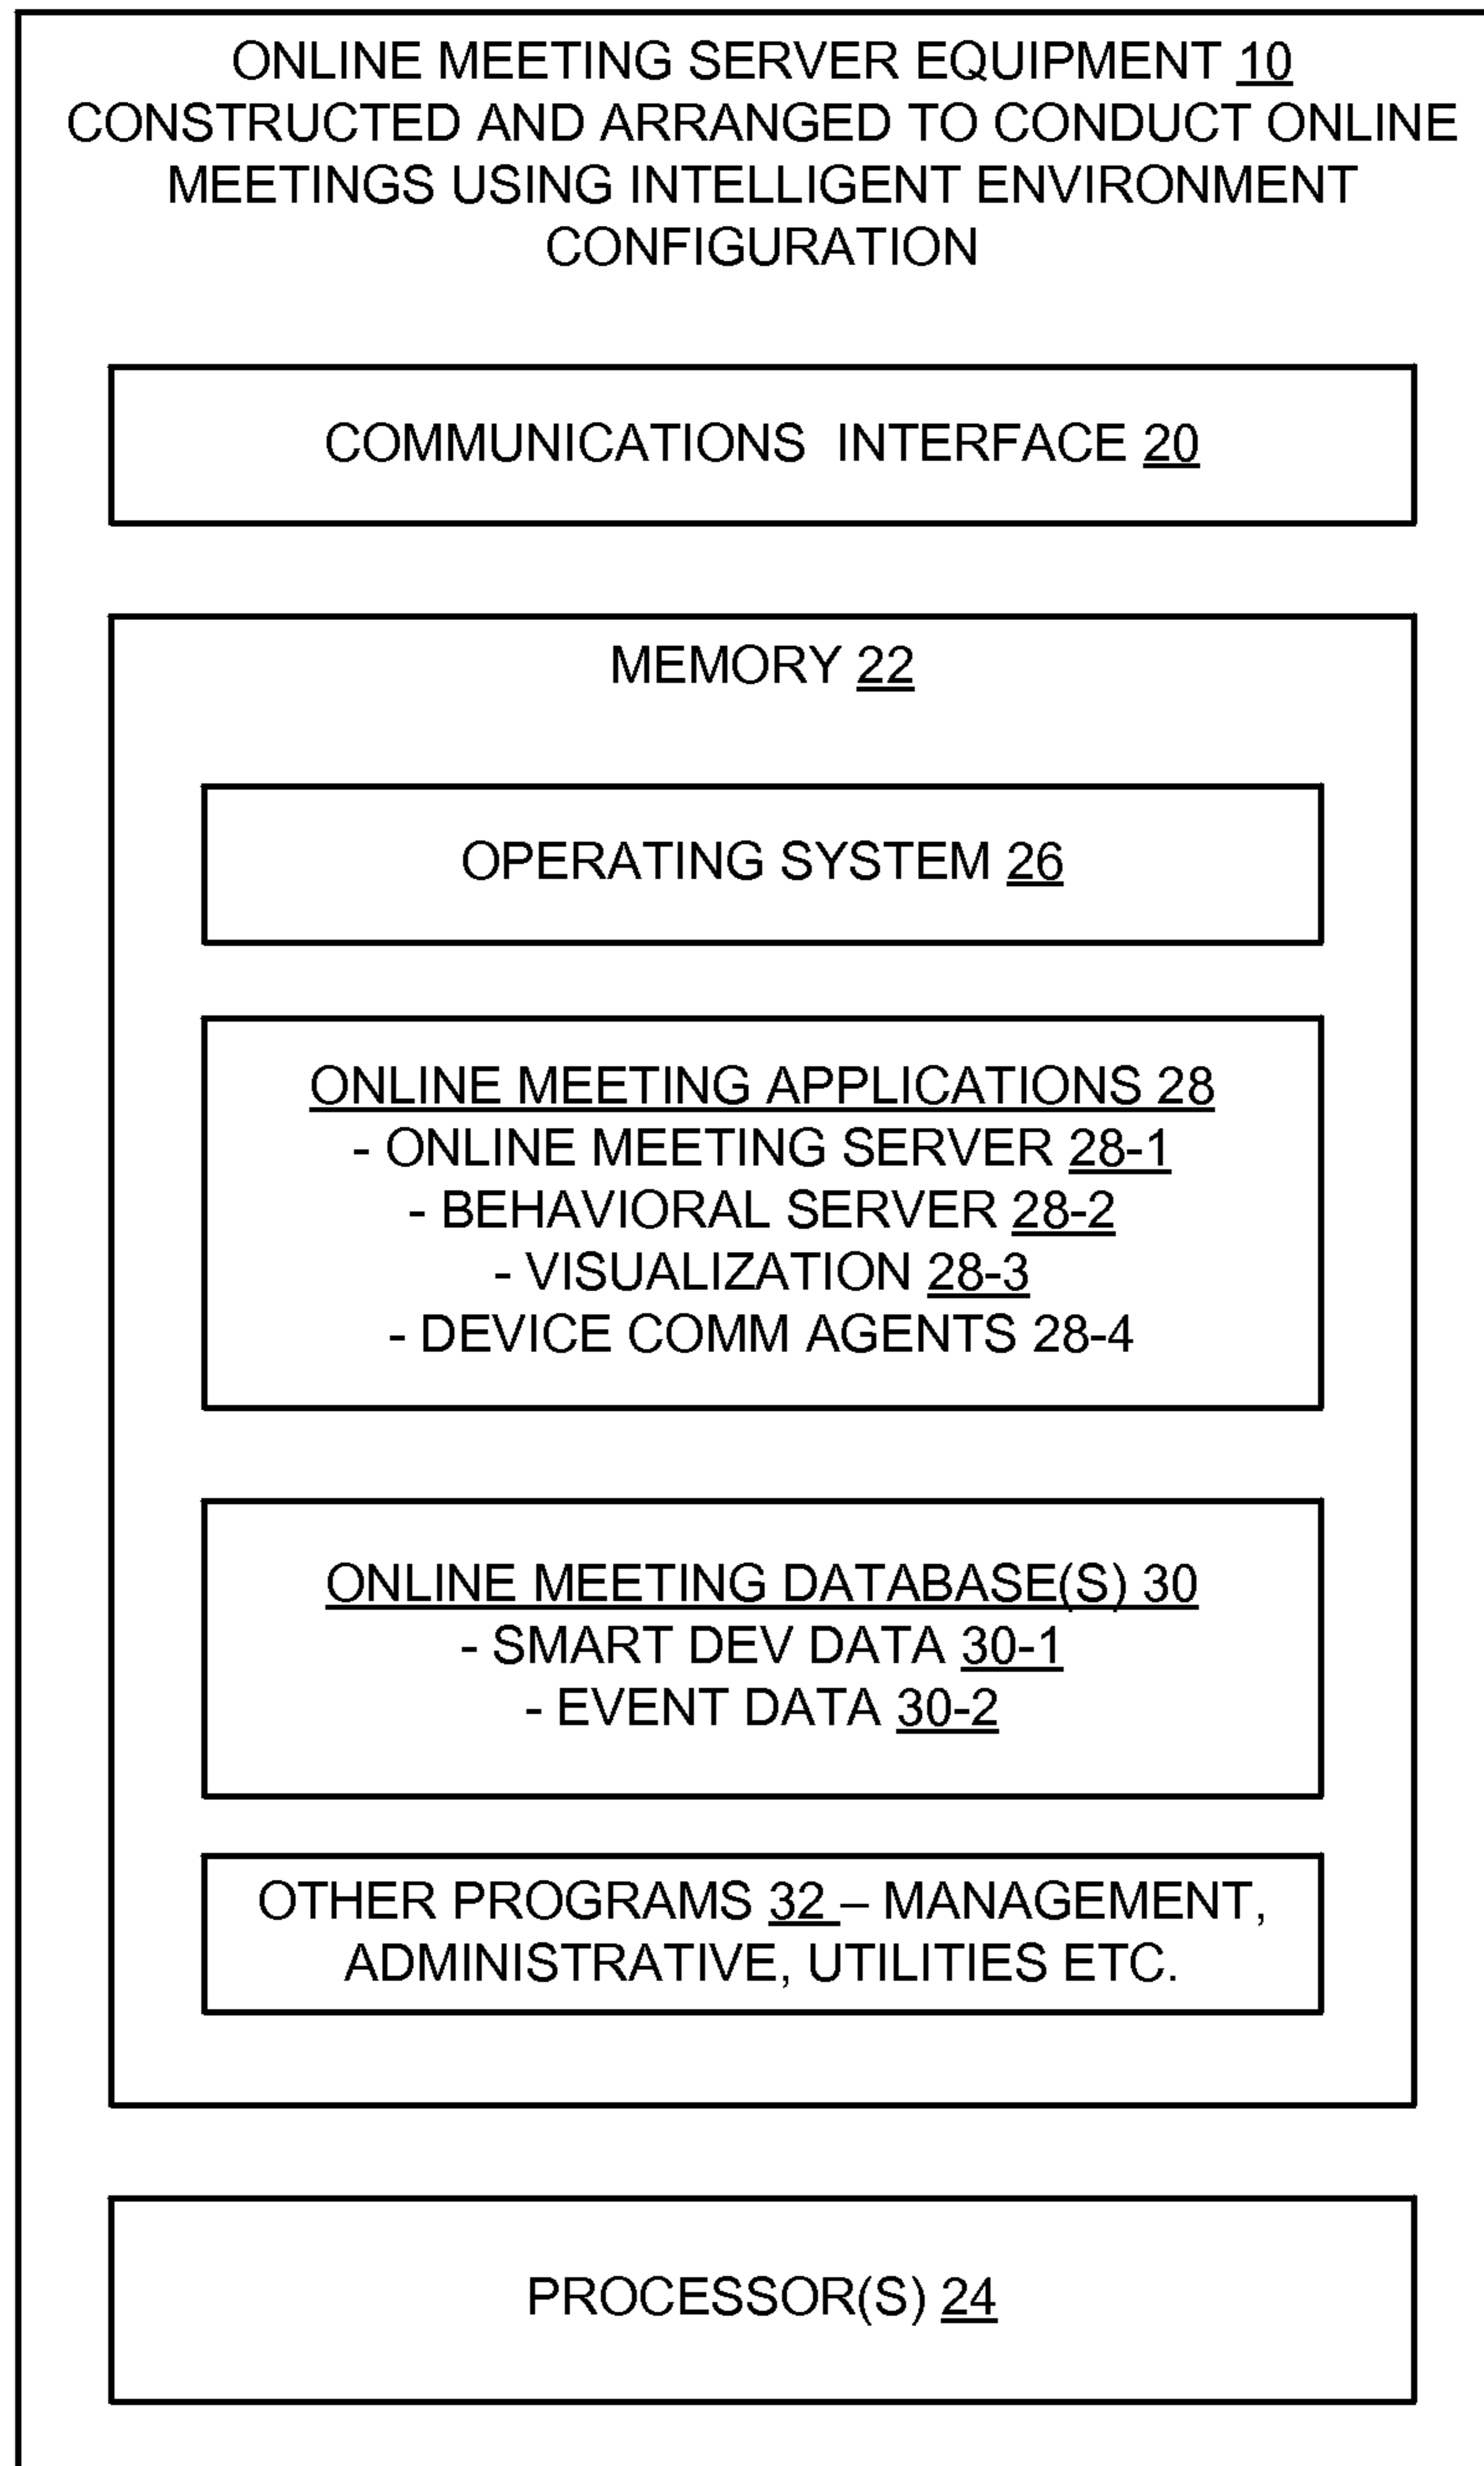 ONLINE MEETING SERVER EQUIPMENT 10
CONSTRUCTED AND ARRANGED TO CONDUCT ONLINE
MEETINGS USING INTELLIGENT ENVIRONMENT
CONFIGURATION
COMMUNICATIONS INTERFACE 20
MEMORY 22
OPERATING SYSTEM 26
ONLINE MEETING APPLICATIONS 28
- ONLINE MEETING SERVER 28-1
- BEHAVIORAL SERVER 28-2
- VISUALIZATION 28-3
- DEVICE COMM AGENTS 28-4
ONLINE MEETING DATABASE(S) 30
- SMART DEV DATA 30-1
- EVENT DATA 30-2
OTHER PROGRAMS 32 – MANAGEMENT,
ADMINISTRATIVE, UTILITIES ETC.
PROCESSOR(S) 24